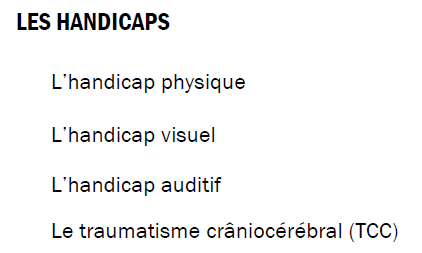 LES HANDICAPS
L'handicap physique
L'handicap visuel
L'handicap auditif
Le traumatisme crâniocérébral (TCC)